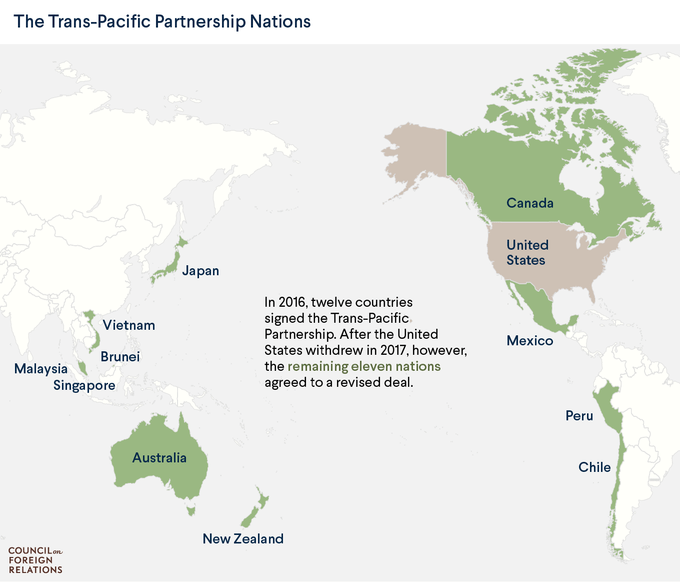 The Trans-Pacific Partnership Nations
Canada
United
States
Japan
In 2016, twelve countries
signed the Trans-Pacific
Partnership. After the United
States withdrew in 2017, however,
the remaining eleven nations
agreed to a revised deal.
Vietnam
Mexico
Brunei
Malaysia
Singapore
Peru
Australia
Chile
New Zealand
COUNCIL on
FOREIGN
RELATIONS